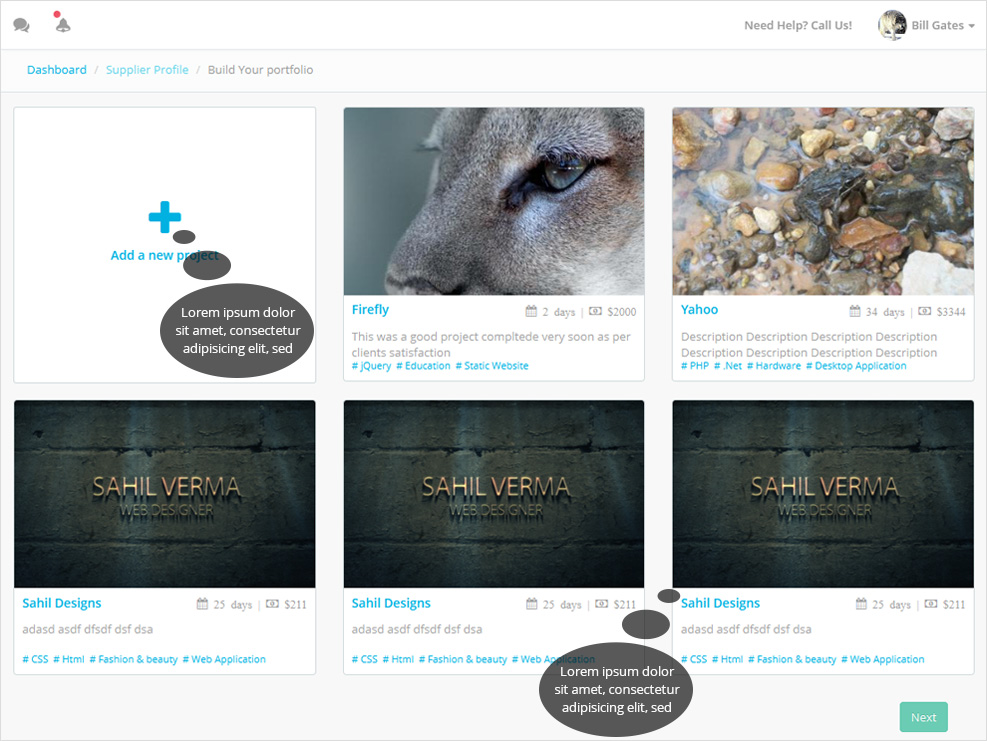 Need Help? Call Us! Bill Gates
Dashboard / Supplier Profile / Build Your portfolio
Add a new project
Lorem ipsum dolor
sit amet, consectetur
adipisicing elit, sed
Firefly 2 days | $2000
This was a good project compltede very soon as per
clients satisfaction
# jQuery # Education # Static Website
Yahoo 34 days | $3344
Description Description Description Description
Description Description Description Description
# PHP # .Net # Hardware # Desktop Application
SAHIL VERMA
WEB DESIGNER
Sahil Designs 25 days | $211
adasd asdf dfsdf dsf dsa
# CSS # Html # Fashion & beauty # Web Application
SAHIL VERMA
WEB DESIGNER
Sahil Designs 25 days | $211
adasd asdf dfsdf dsf dsa
# CSS # Html # Fashion & beauty # Web Application
Lorem ipsum dolor
sit amet, consectetur
adipisicing elit, sed
SAHIL VERMA
WEB DESIGNER
Sahil Designs 25 days | $211
adasd asdf dfsdf dsf dsa
# CSS # Html # Fashion & beauty # Web Application
Next